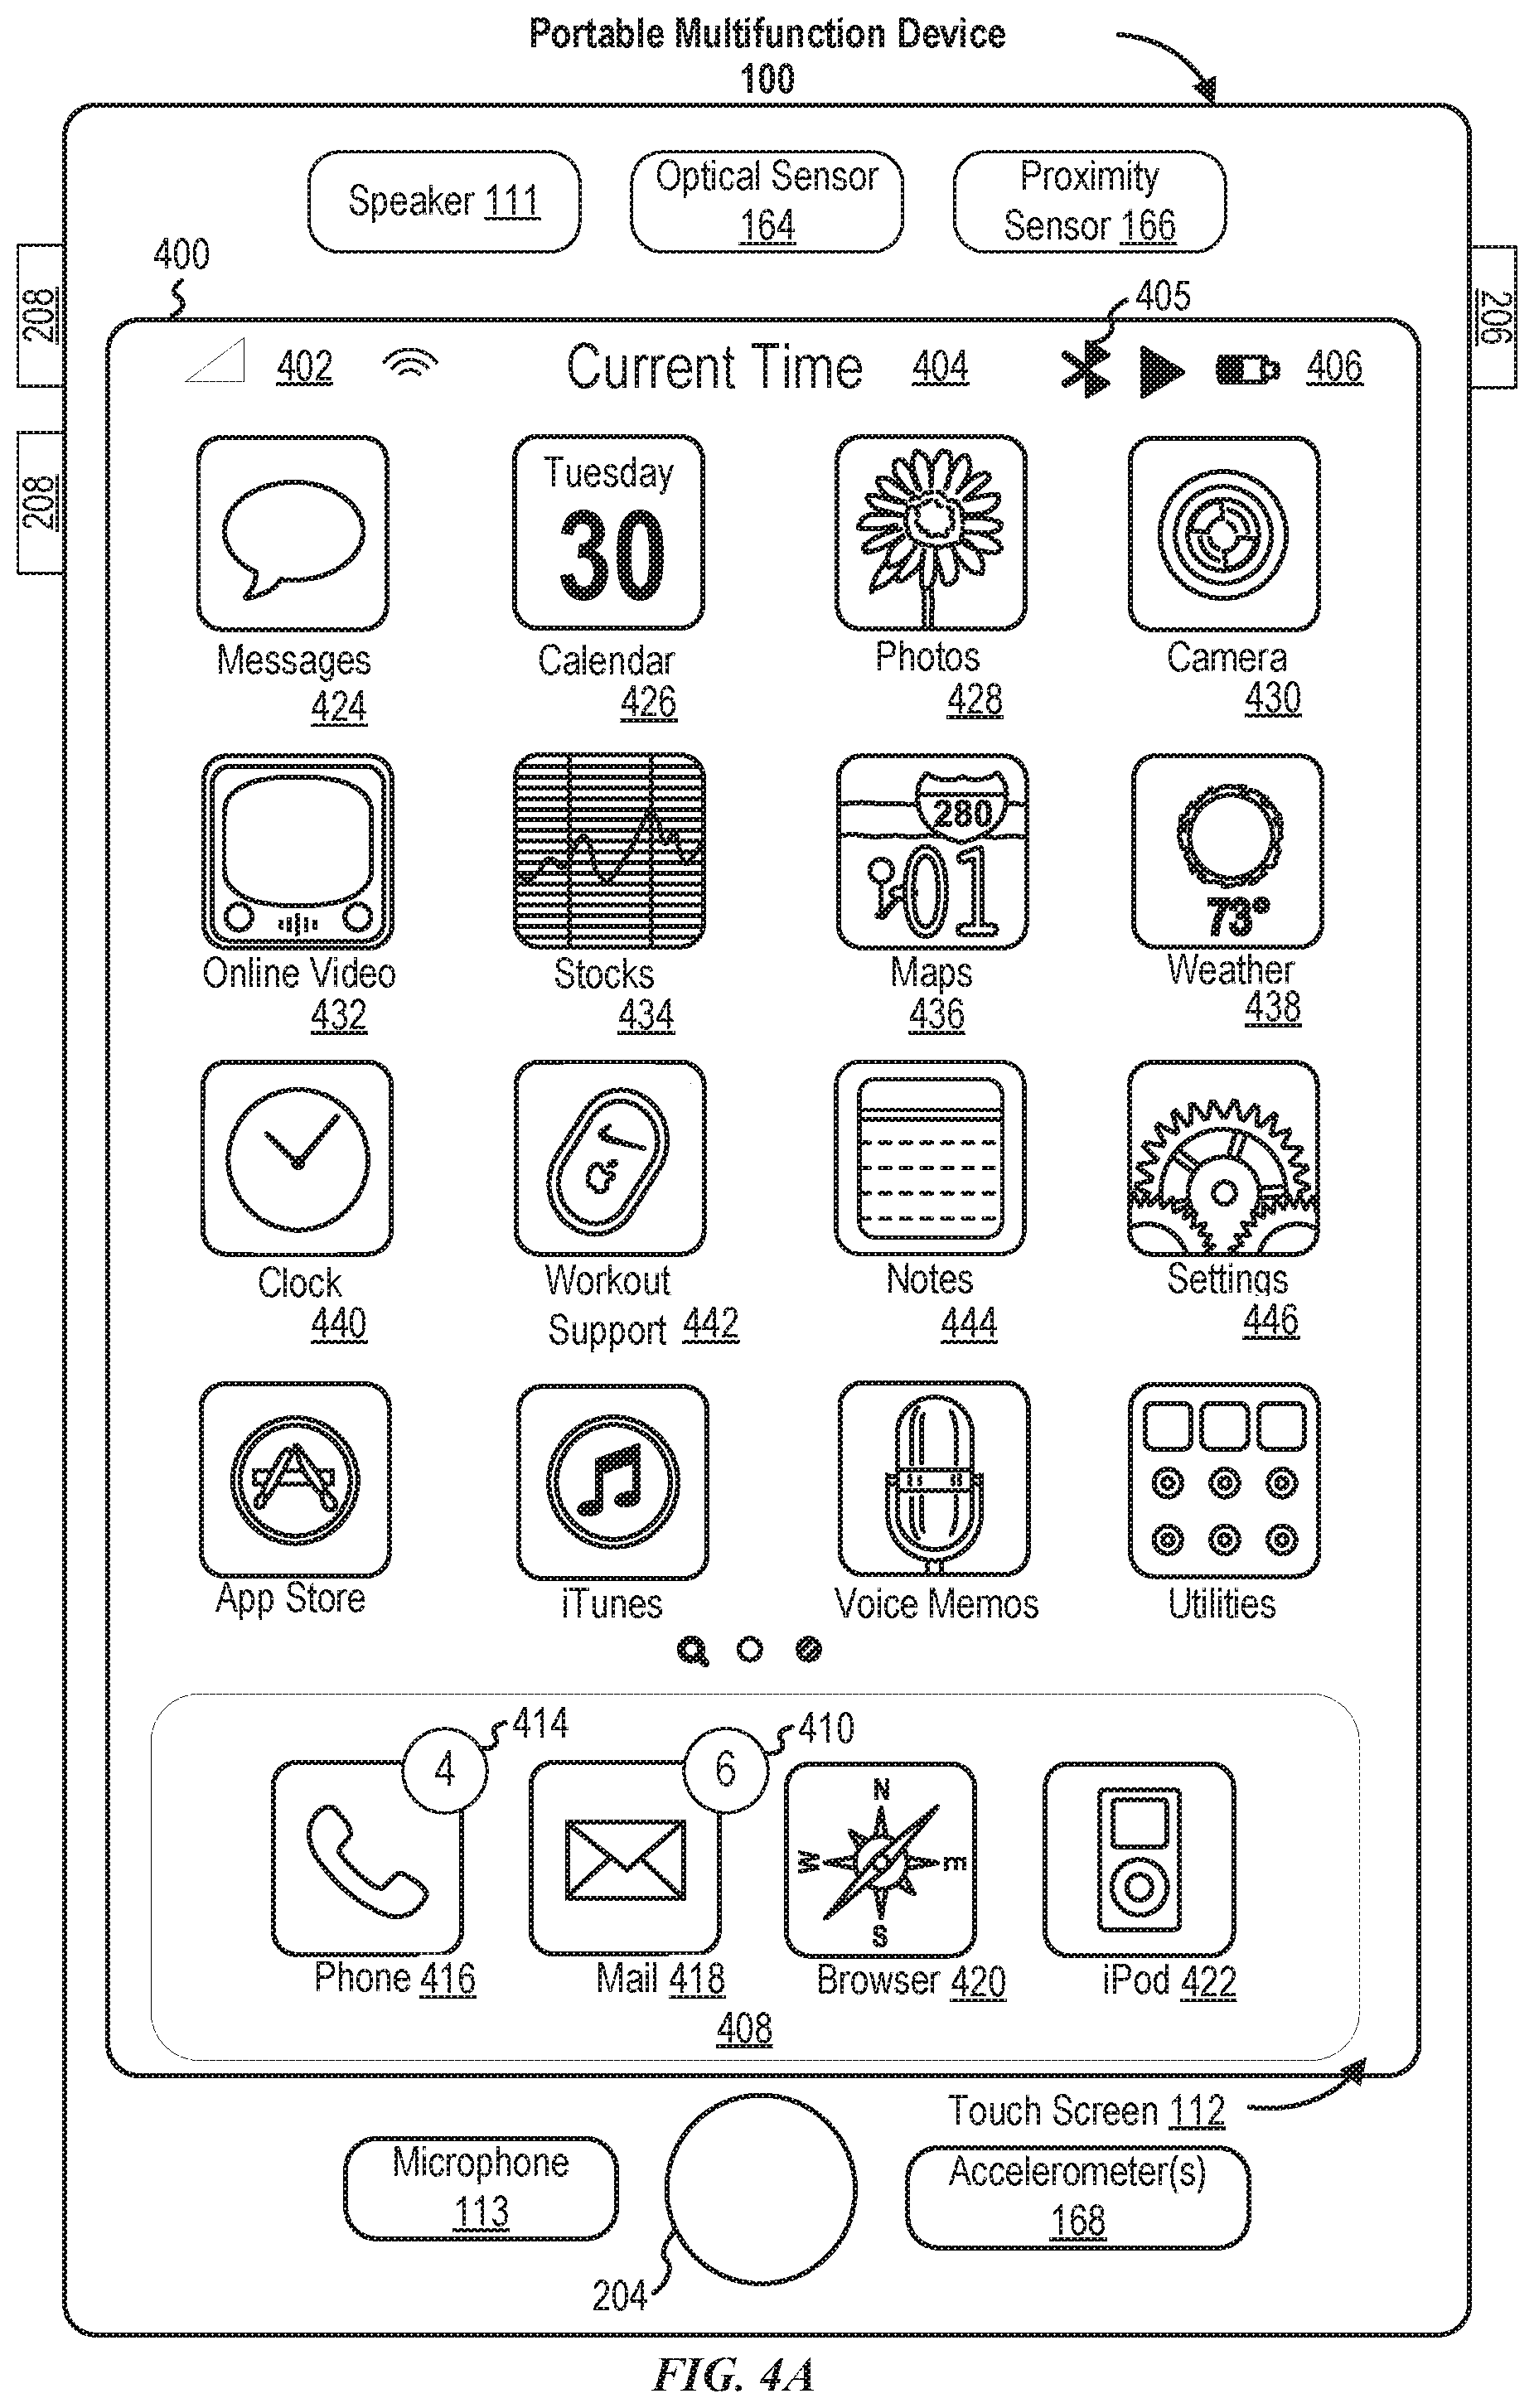 Portable Multifunction Device
100
Speaker 111
Optical Sensor
164
Proximity
Sensor 166
208
208
206
400
405
402
Current Time 404
406
Tuesday
30
Messages
424
Calendar
426
Photos
428
Camera
430
280
01
73°
Online Video
432
Stocks
434
Maps
436
Weather
438
Clock
440
Workout
Support 442
Notes
444
Settings
446
App Store
iTunes
Voice Memos
Utilities
4
414
6
410
N
W
m
S
Phone 416
Mail 418
Browser 420
iPod 422
408
Touch Screen 112
Microphone
113
Accelerometer(s)
168
204
FIG. 4A